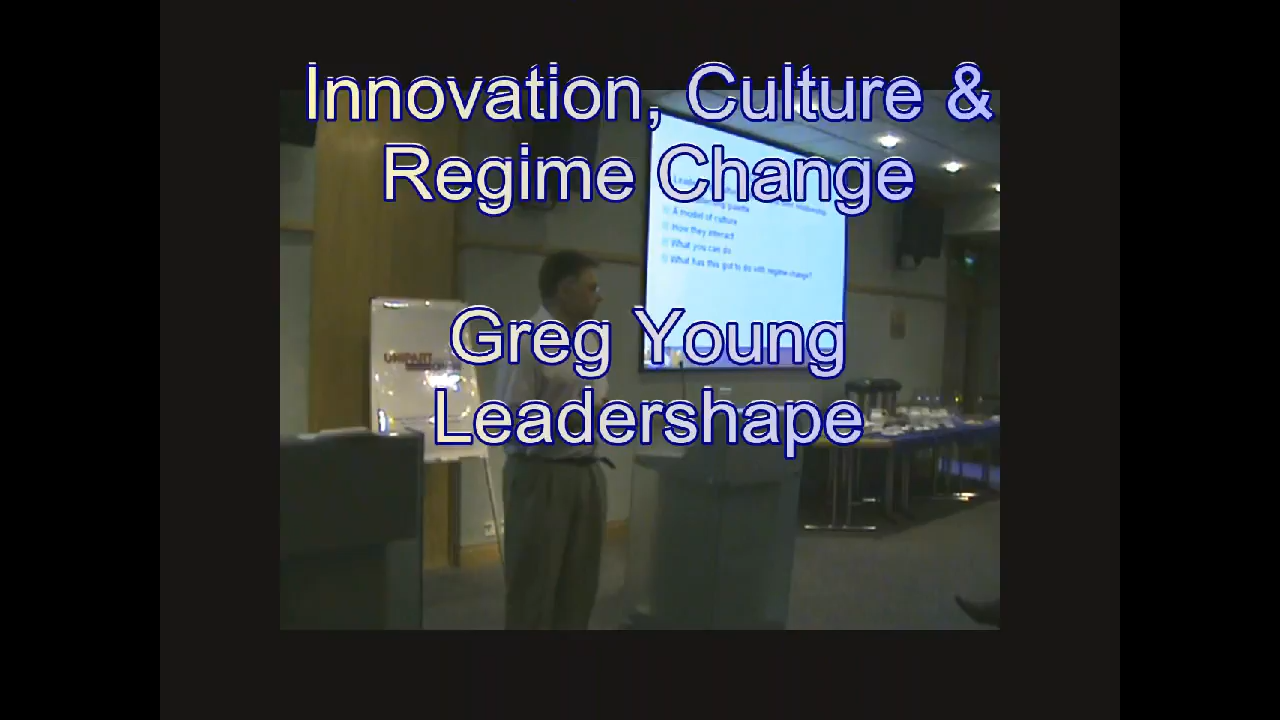 Innovation, Culture &
Regime Change
A model of culture
How they interact
What you can do
What has this got to do with regime change?
UNIPART
Greg Young
Leadershape